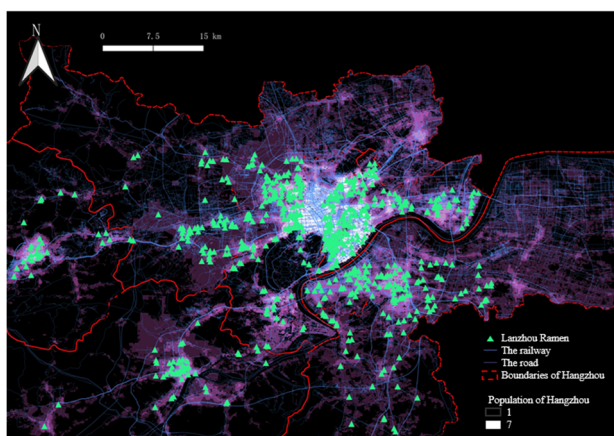 N
0 7.5 15 km
Lanzhou Ramen
The railway
The road
Boundaries of Hangzhou
Population of Hangzhou
1
7